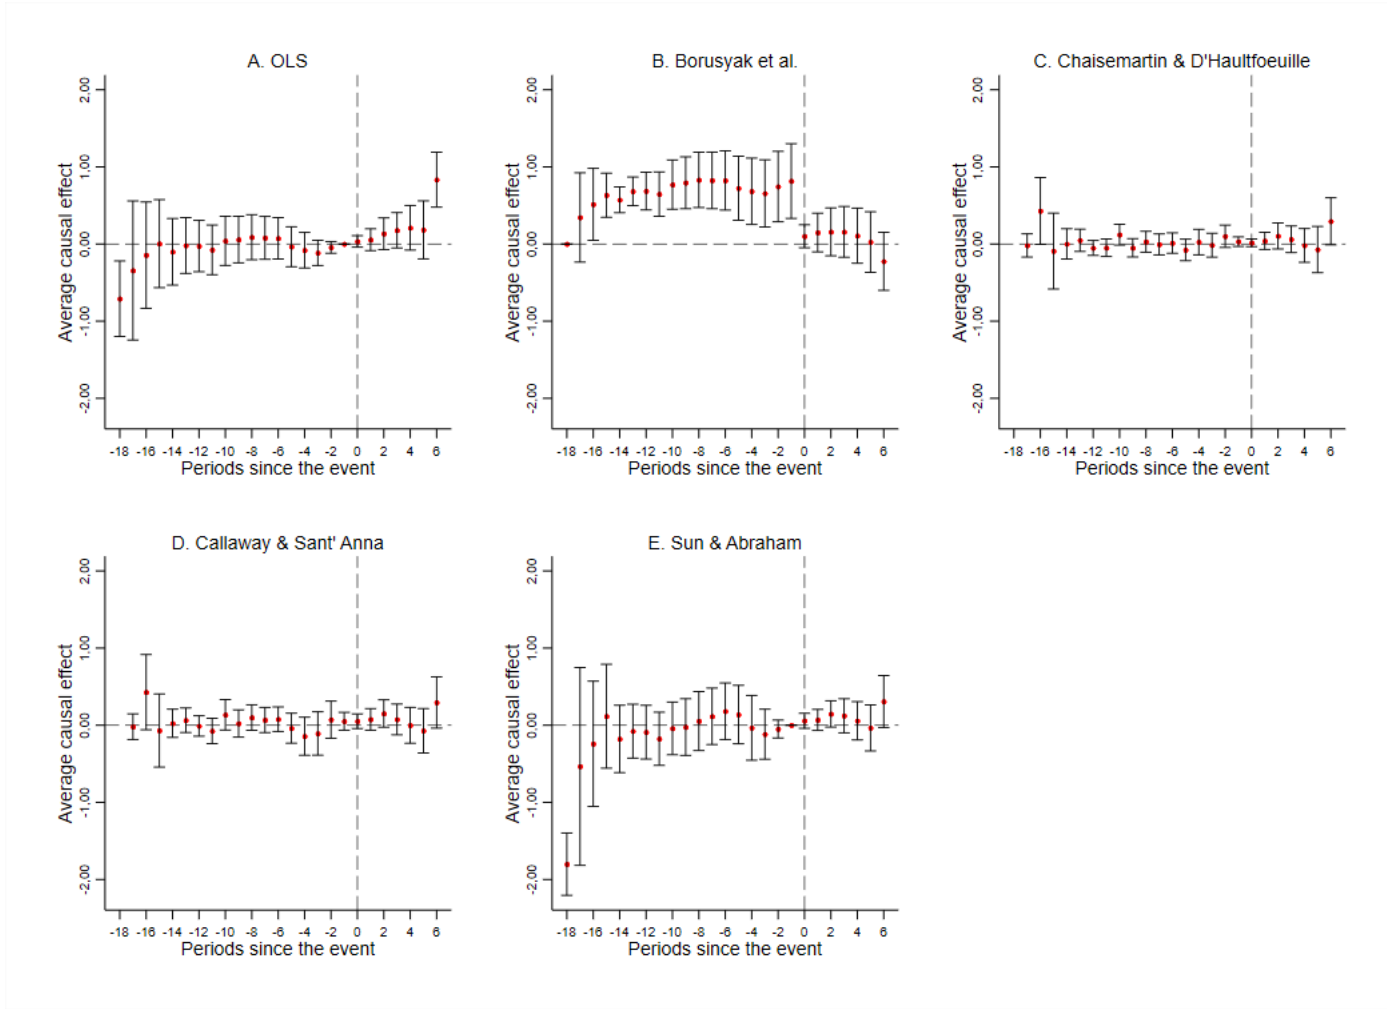 A. OLS
Average causal effect
2.00
1.00
0.00
-1.00
-2.00
-18 -16 -14 -12 -10 -8 -6 -4 -2 0 2 4 6
Periods since the event
B. Borusyak et al.
Average causal effect
2.00
1.00
0.00
-1.00
-2.00
-18 -16 -14 -12 -10 -8 -6 -4 -2 0 2 4 6
Periods since the event
C. Chaisemartin & D'Haultfoeuille
Average causal effect
2.00
1.00
0.00
-1.00
-2.00
-18 -16 -14 -12 -10 -8 -6 -4 -2 0 2 4 6
Periods since the event
D. Callaway & Sant' Anna
Average causal effect
2.00
1.00
0.00
-1.00
-2.00
-18 -16 -14 -12 -10 -8 -6 -4 -2 0 2 4 6
Periods since the event
E. Sun & Abraham
Average causal effect
2.00
1.00
0.00
-1.00
-2.00
-18 -16 -14 -12 -10 -8 -6 -4 -2 0 2 4 6
Periods since the event